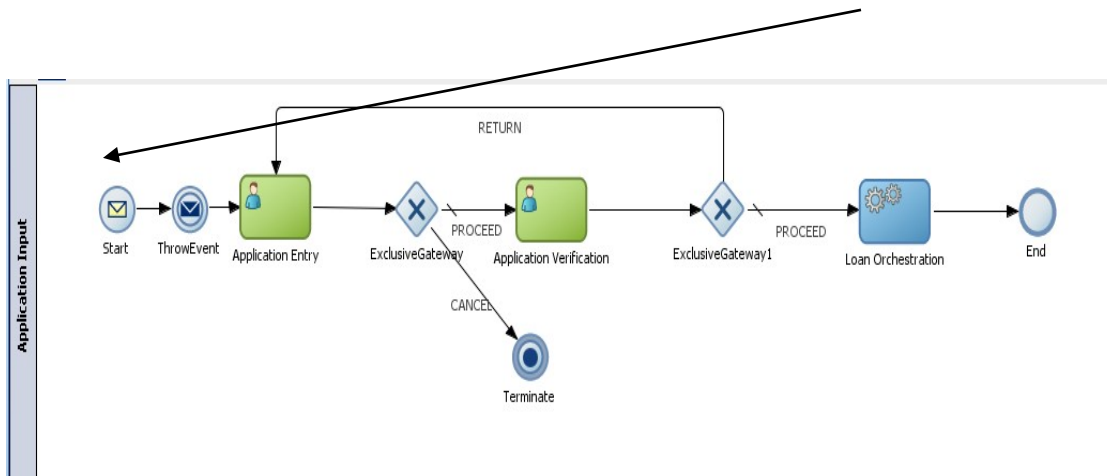 Application Input
RETURN
Start
ThrowEvent
Application Entry
ExclusiveGateway
PROCEED
Application Verification
ExclusiveGateway1
PROCEED
Loan Orchestration
End
CANCEL
Terminate